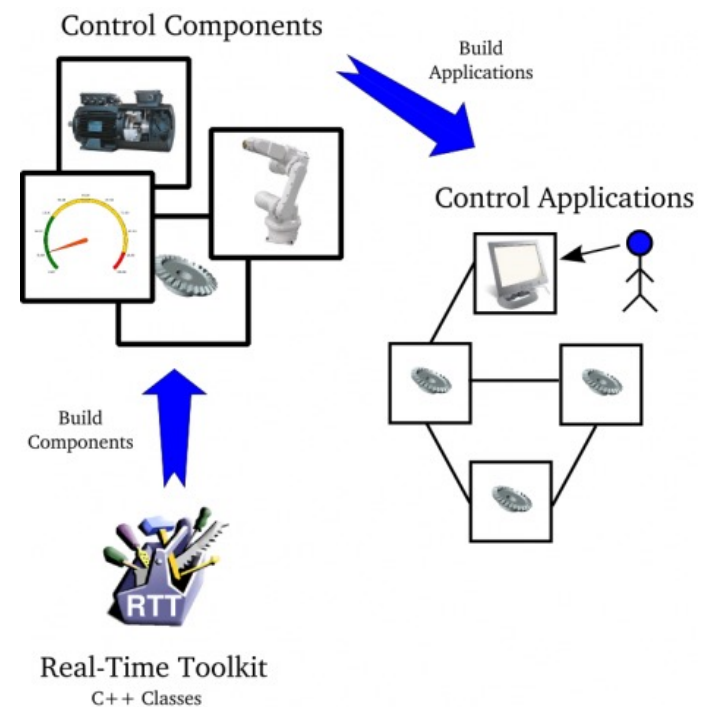 Control Components
Build
Applications
Control Applications
Build
Components
RTT
Real-Time Toolkit
C++ Classes